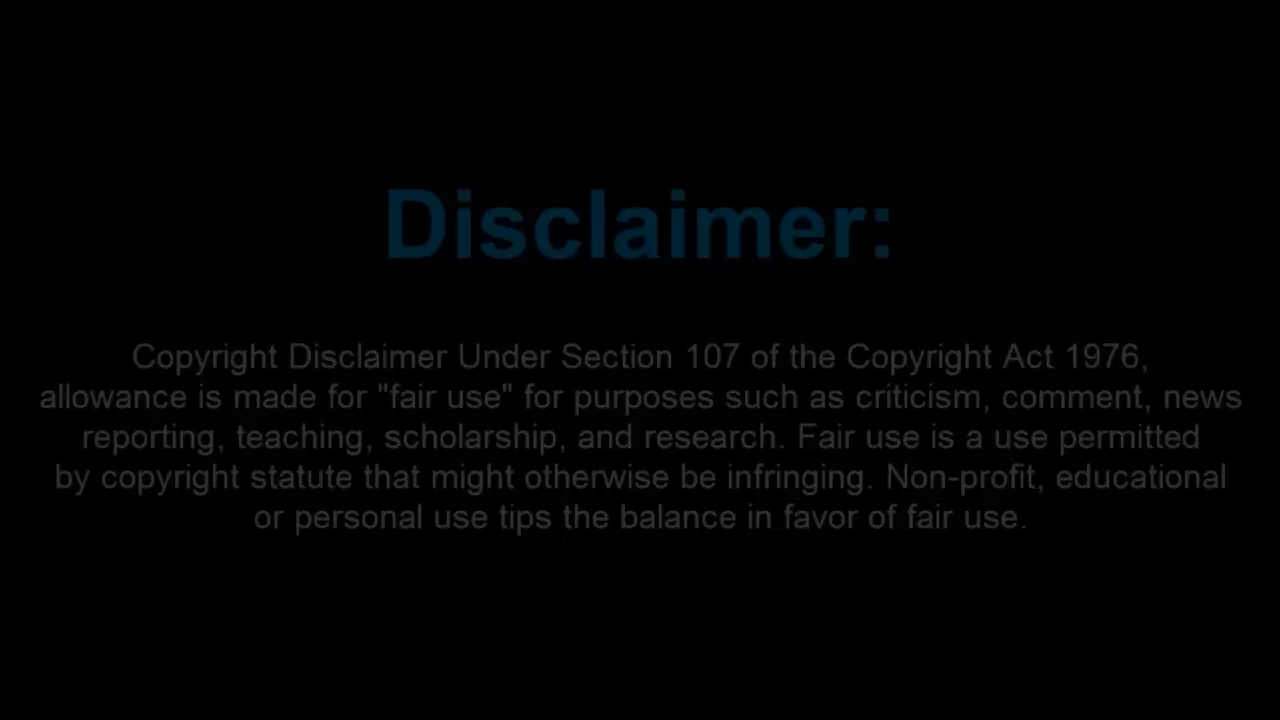 Disclaimer:
Copyright Disclaimer Under Section 107 of the Copyright Act 1976,
allowance is made for "fair use" for purposes such as criticism, comment, news
reporting, teaching, scholarship, and research. Fair use is a use permitted
by copyright statute that might otherwise be infringing. Non-profit, educational
or personal use tips the balance in favor of fair use.